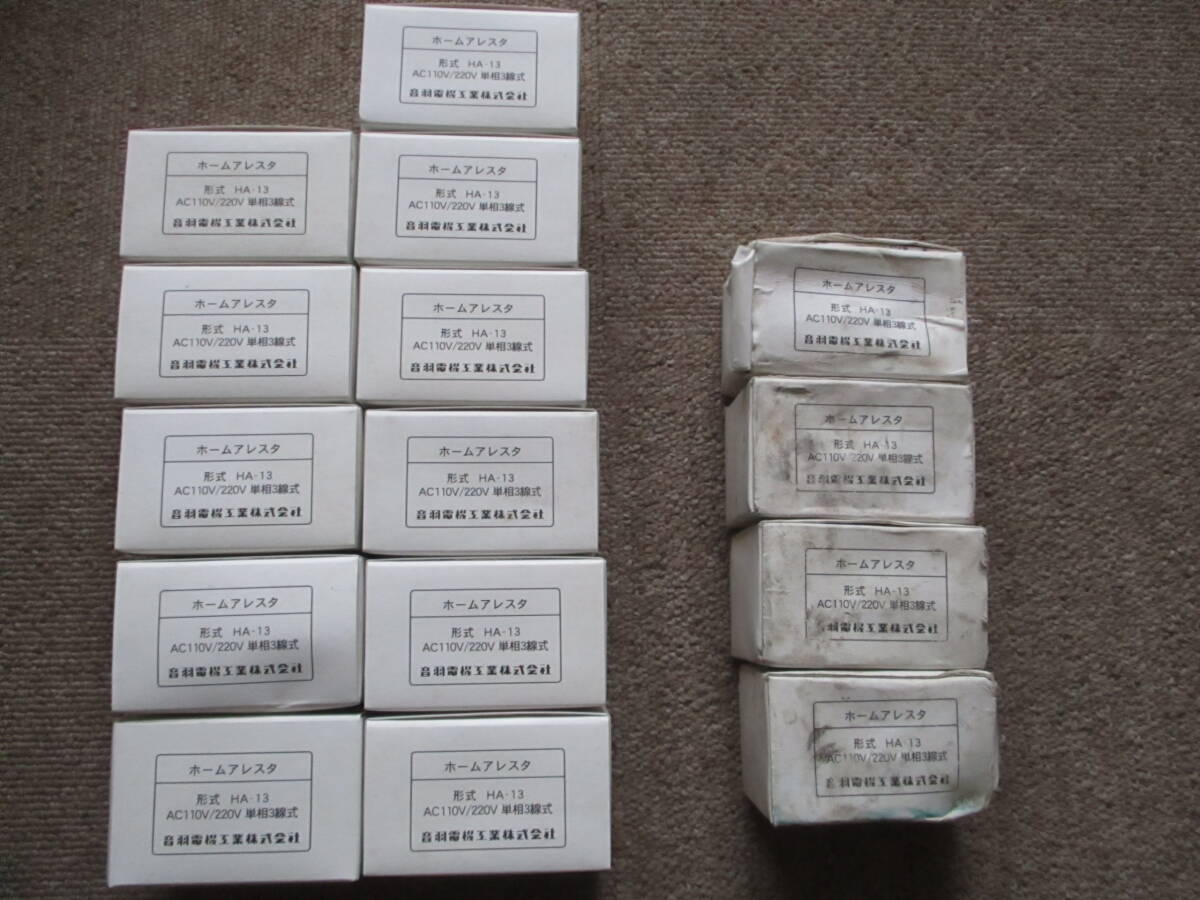 ホームアレスタ
形式 HA-13
AC110V/220V 単相3線式
音羽電機工業株式会社
ホームアレスタ
形式 HA-13
AC110V/220V 単相3線式
音羽電機工業株式会社
ホームアレスタ
形式 HA-13
AC110V/220V 単相3線式
音羽電機工業株式会社
ホームアレスタ
形式 HA-13
AC110V/220V 単相3線式
音羽電機工業株式会社
ホームアレスタ
形式 HA-13
AC110V/220V 単相3線式
音羽電機工業株式会社
ホームアレスタ
形式 HA-13
AC110V/220V 単相3線式
音羽電機工業株式会社
ホームアレスタ
形式 HA-13
AC110V/220V 単相3線式
音羽電機工業株式会社
ホームアレスタ
形式 HA-13
AC110V/220V 単相3線式
音羽電機工業株式会社
ホームアレスタ
形式 HA-13
AC110V/220V 単相3線式
音羽電機工業株式会社
ホームアレスタ
形式 HA-13
AC110V/220V 単相3線式
音羽電機工業株式会社
ホームアレスタ
形式 HA-13
AC110V/220V 単相3線式
音羽電機工業株式会社
ホームアレスタ
形式 HA-13
AC110V/220V 単相3線式
音羽電機工業株式会社
ホームアレスタ
形式 HA-13
AC110V/220V 単相3線式
音羽電機工業株式会社
ホームアレスタ
形式 HA-13
AC110V/220V 単相3線式
音羽電機工業株式会社
ホームアレスタ
形式 HA-13
AC110V/220V 単相3線式
音羽電機工業株式会社